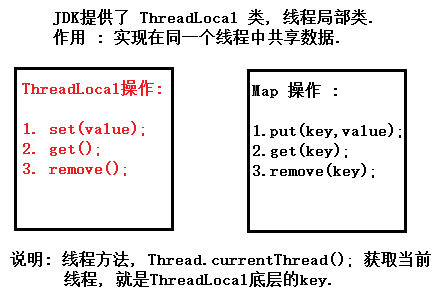 JDK提供了 ThreadLocal 类, 线程局部类.
作用 : 实现在同一个线程中共享数据.
ThreadLocal操作:
1. set(value);
2. get();
3. remove();
Map 操作 :
1.put(key,value);
2.get(key);
3.remove(key);
说明: 线程方法, Thread.currentThread(); 获取当前
线程, 就是ThreadLocal底层的key.